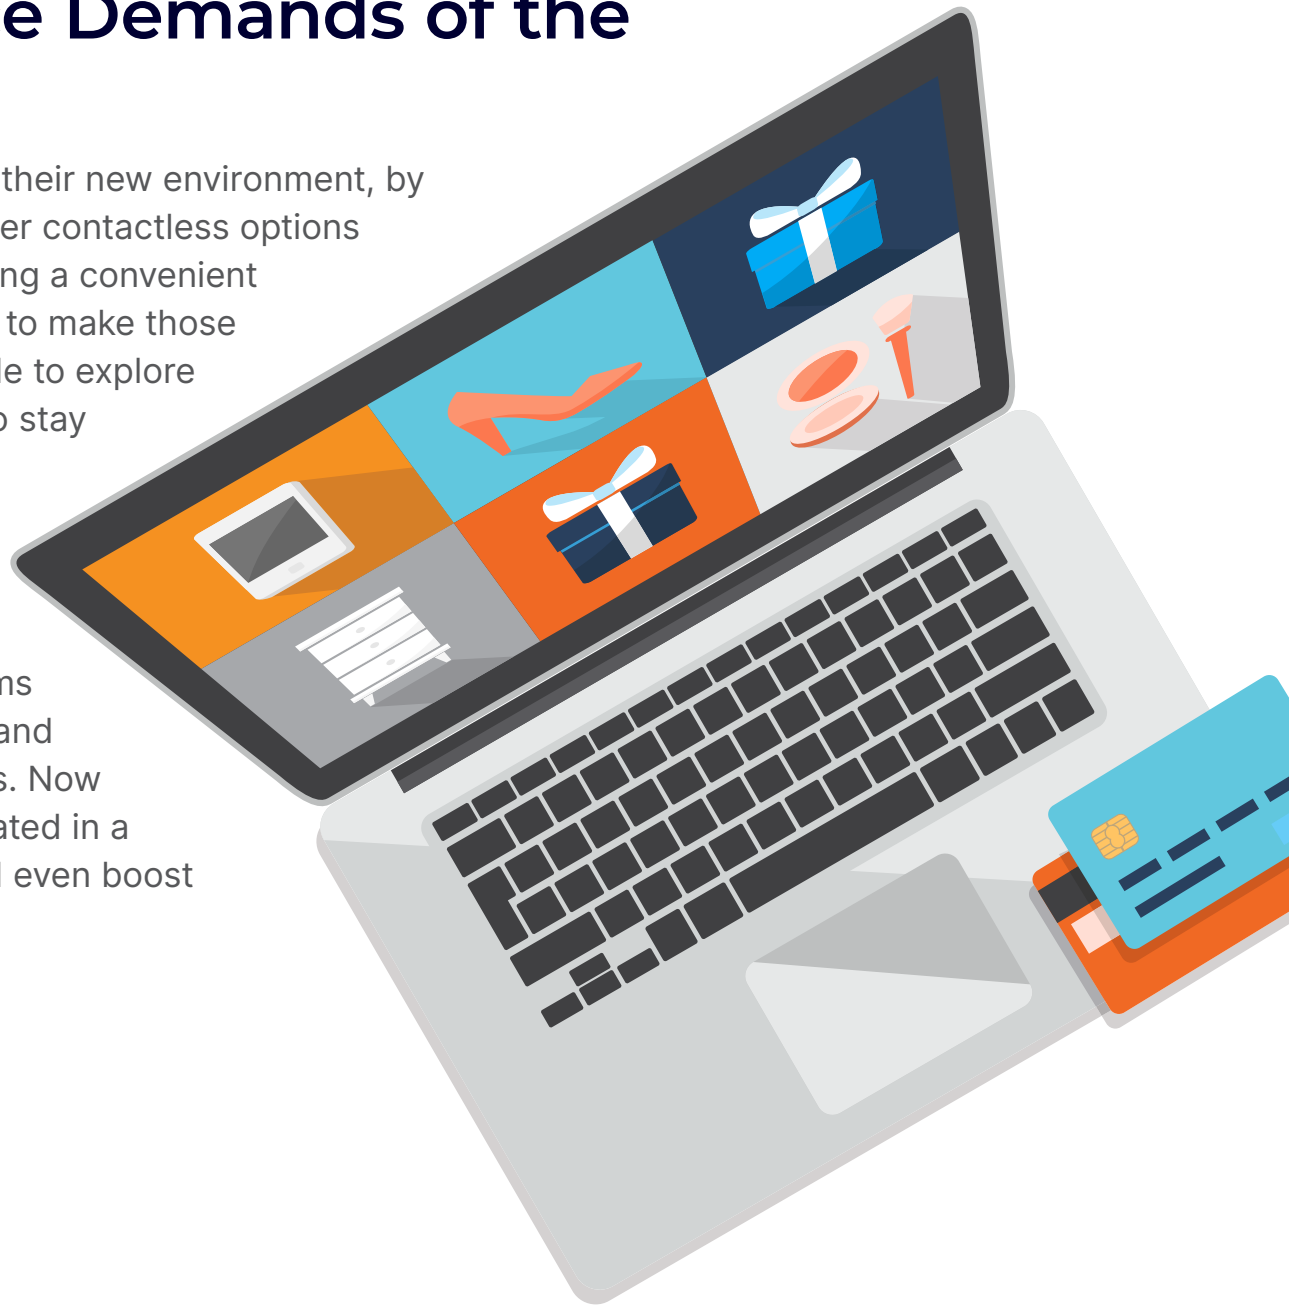 e Demands of the
their new environment, by
er contactless options
ng a convenient
to make those
le to explore
o stay
ms
and
s. Now
ated in a
l even boost